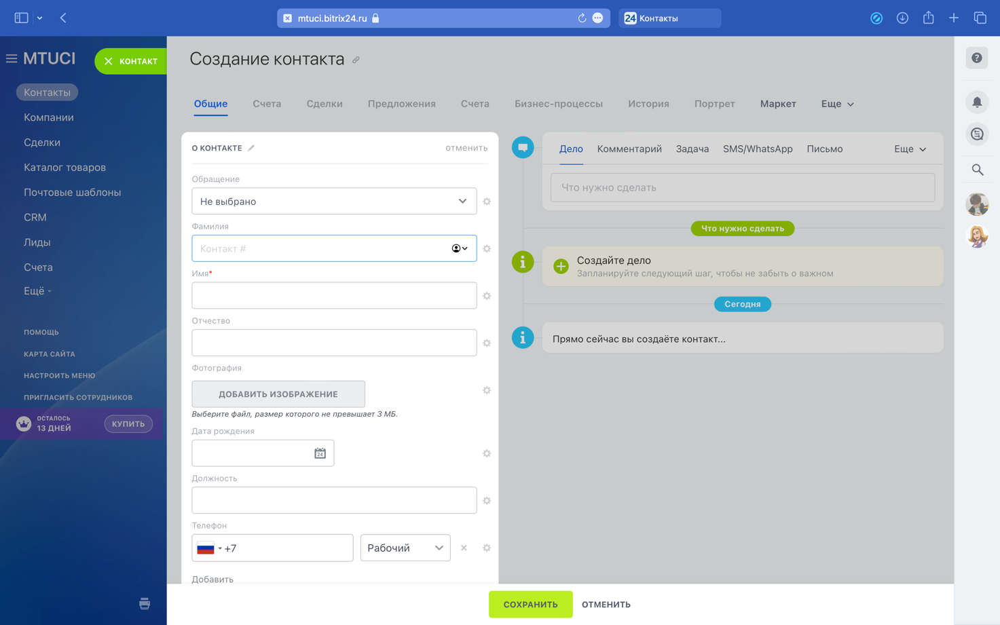 mtuci.bitrix24.ru
24 Контакты
MTUCI
КОНТАКТ
Контакты
Компании
Сделки
Каталог товаров
Почтовые шаблоны
CRM
Лиды
Счета
Ещё
ПОМОЩЬ
КАРТА САЙТА
НАСТРОИТЬ МЕНЮ
ПРИГЛАСИТЬ СОТРУДНИКОВ
ОСТАЛОСЬ
13 ДНЕЙ
КУПИТЬ
Создание контакта
Общие Счета Сделки Предложения Счета Бизнес-процессы История Портрет Маркет Еще
О КОНТАКТЕ отменить
Обращение
Не выбрано
Фамилия
Контакт #
Имя*
Отчество
Фотография
ДОБАВИТЬ ИЗОБРАЖЕНИЕ
Выберите файл, размер которого не превышает 3 МБ.
Дата рождения
24
Должность
Телефон
+7 Рабочий
Добавить
Дело Комментарий Задача SMS/WhatsApp Письмо Еще
Что нужно сделать
Что нужно сделать
Создайте дело
Запланируйте следующий шаг, чтобы не забыть о важном
Сегодня
Прямо сейчас вы создаёте контакт...
СОХРАНИТЬ ОТМЕНИТЬ